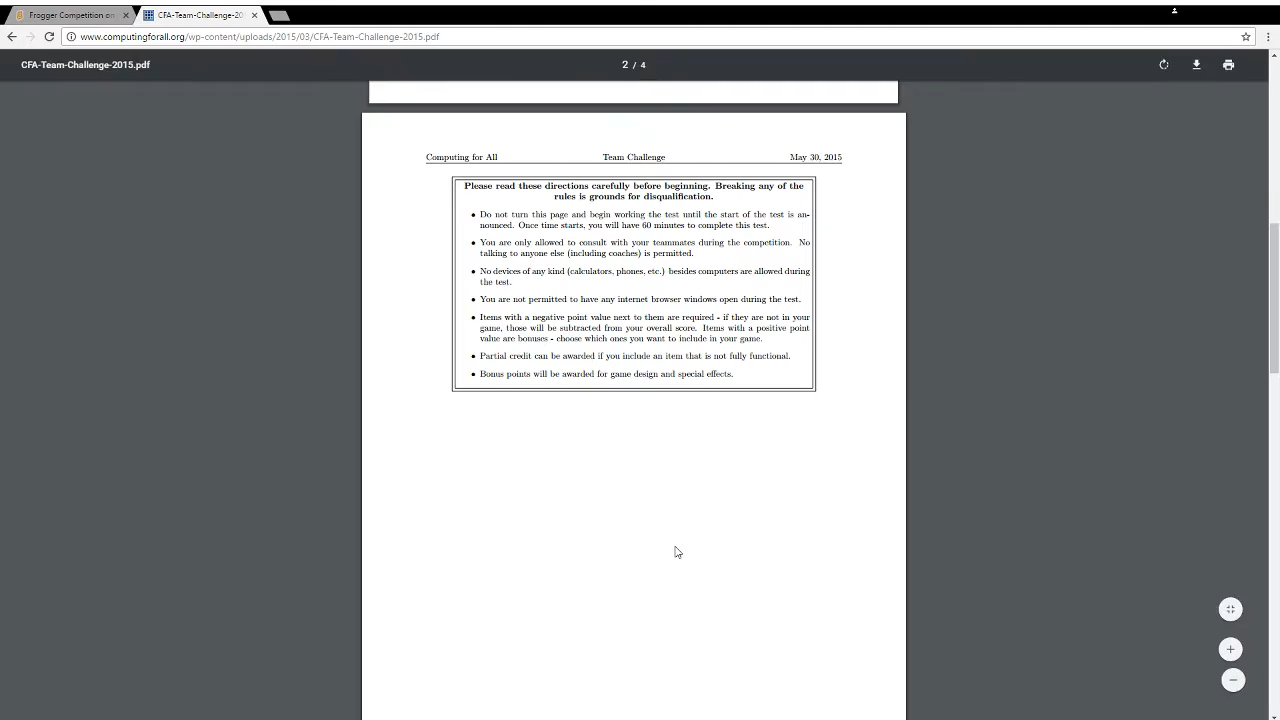 Frogger Competition on
CFA-Team-Challenge-20
www.computingforall.org/wp-content/uploads/2015/03/CFA-Team-Challenge-2015.pdf
CFA-Team-Challenge-2015.pdf
2 / 4
Computing for All Team Challenge May 30, 2015
Please read these directions carefully before beginning. Breaking any of the
rules is grounds for disqualification.
• Do not turn this page and begin working the test until the start of the test is an-
nounced. Once time starts, you will have 60 minutes to complete this test.
• You are only allowed to consult with your teammates during the competition. No
talking to anyone else (including coaches) is permitted.
• No devices of any kind (calculators, phones, etc.) besides computers are allowed during
the test.
• You are not permitted to have any internet browser windows open during the test.
• Items with a negative point value next to them are required - if they are not in your
game, those will be subtracted from your overall score. Items with a positive point
value are bonuses - choose which ones you want to include in your game.
• Partial credit can be awarded if you include an item that is not fully functional.
• Bonus points will be awarded for game design and special effects.